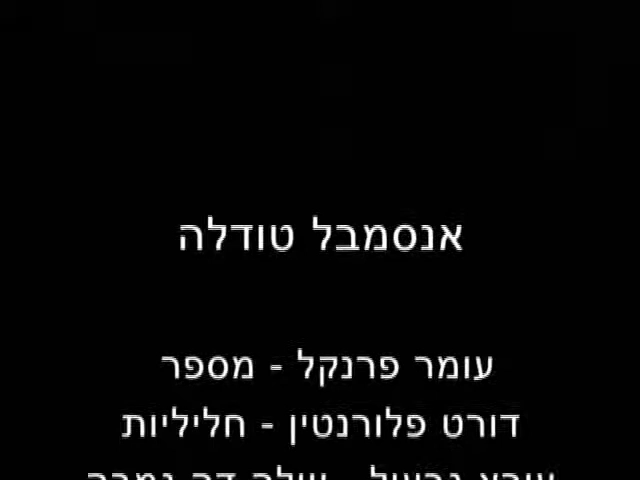 אנסמבל טודלה
עומר פרנקל - מספר
דורט פלורנטין - חליליות